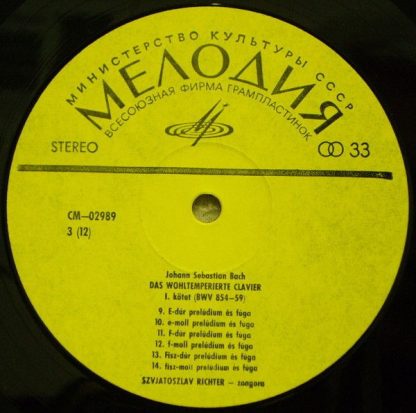 МИНИСТЕРСТВО КУЛЬТУРЫ СССР
МЕЛОДИЯ
ВСЕСОЮЗНАЯ ФИРМА ГРАМПЛАСТИНОК
STEREO
33
СМ—02989
3 (12)
Johann Sebastian Bach
DAS WOHLTEMPERIERTE CLAVIER
I. kötet (BWV 854—59)
9. E-dúr prelúdium és fúga
10. e-moll prelúdium és fúga
11. F-dúr prelúdium és fúga
12. f-moll prelúdium és fúga
13. Fisz-dúr prelúdium és fúga
14. fisz-moll prelúdium és fúga
SZVJATOSZLAV RICHTER — zongora